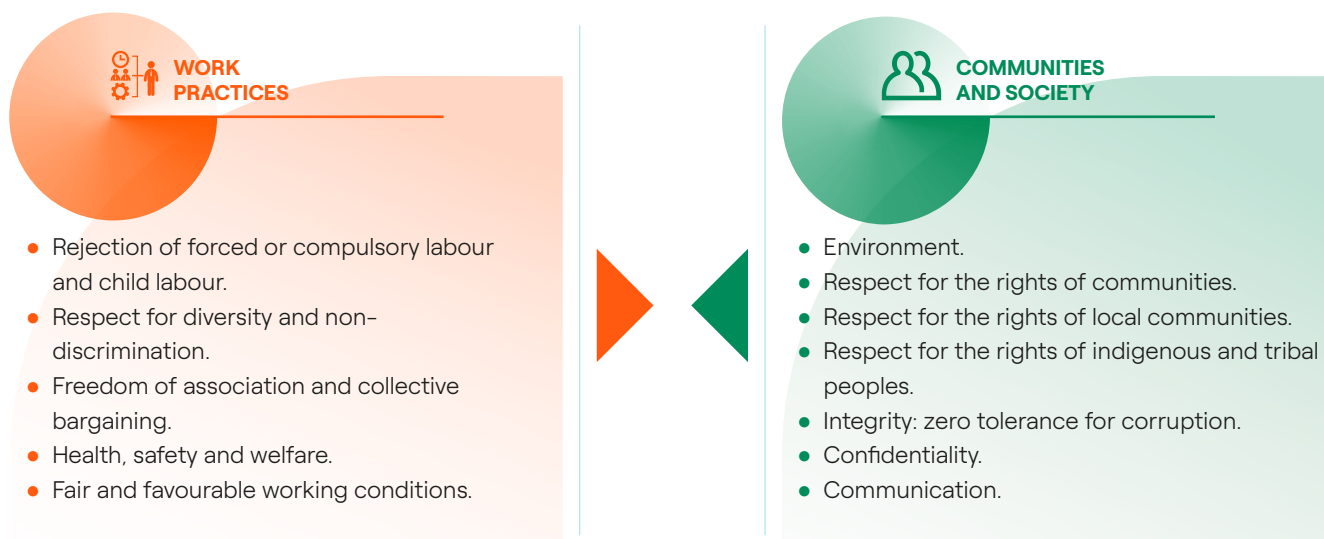 WORK
PRACTICES
• Rejection of forced or compulsory labour
and child labour.
• Respect for diversity and non-
discrimination.
• Freedom of association and collective
bargaining.
• Health, safety and welfare.
• Fair and favourable working conditions.
COMMUNITIES
AND SOCIETY
• Environment.
• Respect for the rights of communities.
• Respect for the rights of local communities.
• Respect for the rights of indigenous and tribal
peoples.
• Integrity: zero tolerance for corruption.
• Confidentiality.
• Communication.